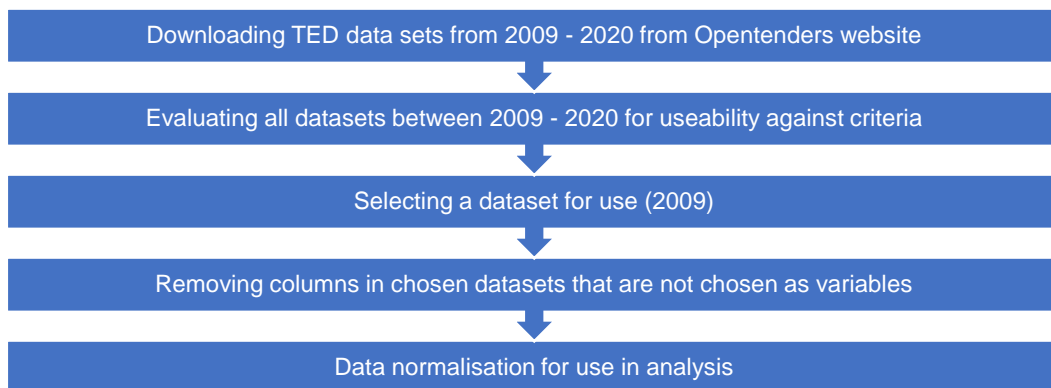 Downloading TED data sets from 2009 - 2020 from Opentenders website
Evaluating all datasets between 2009 - 2020 for useability against criteria
Selecting a dataset for use (2009)
Removing columns in chosen datasets that are not chosen as variables
Data normalisation for use in analysis